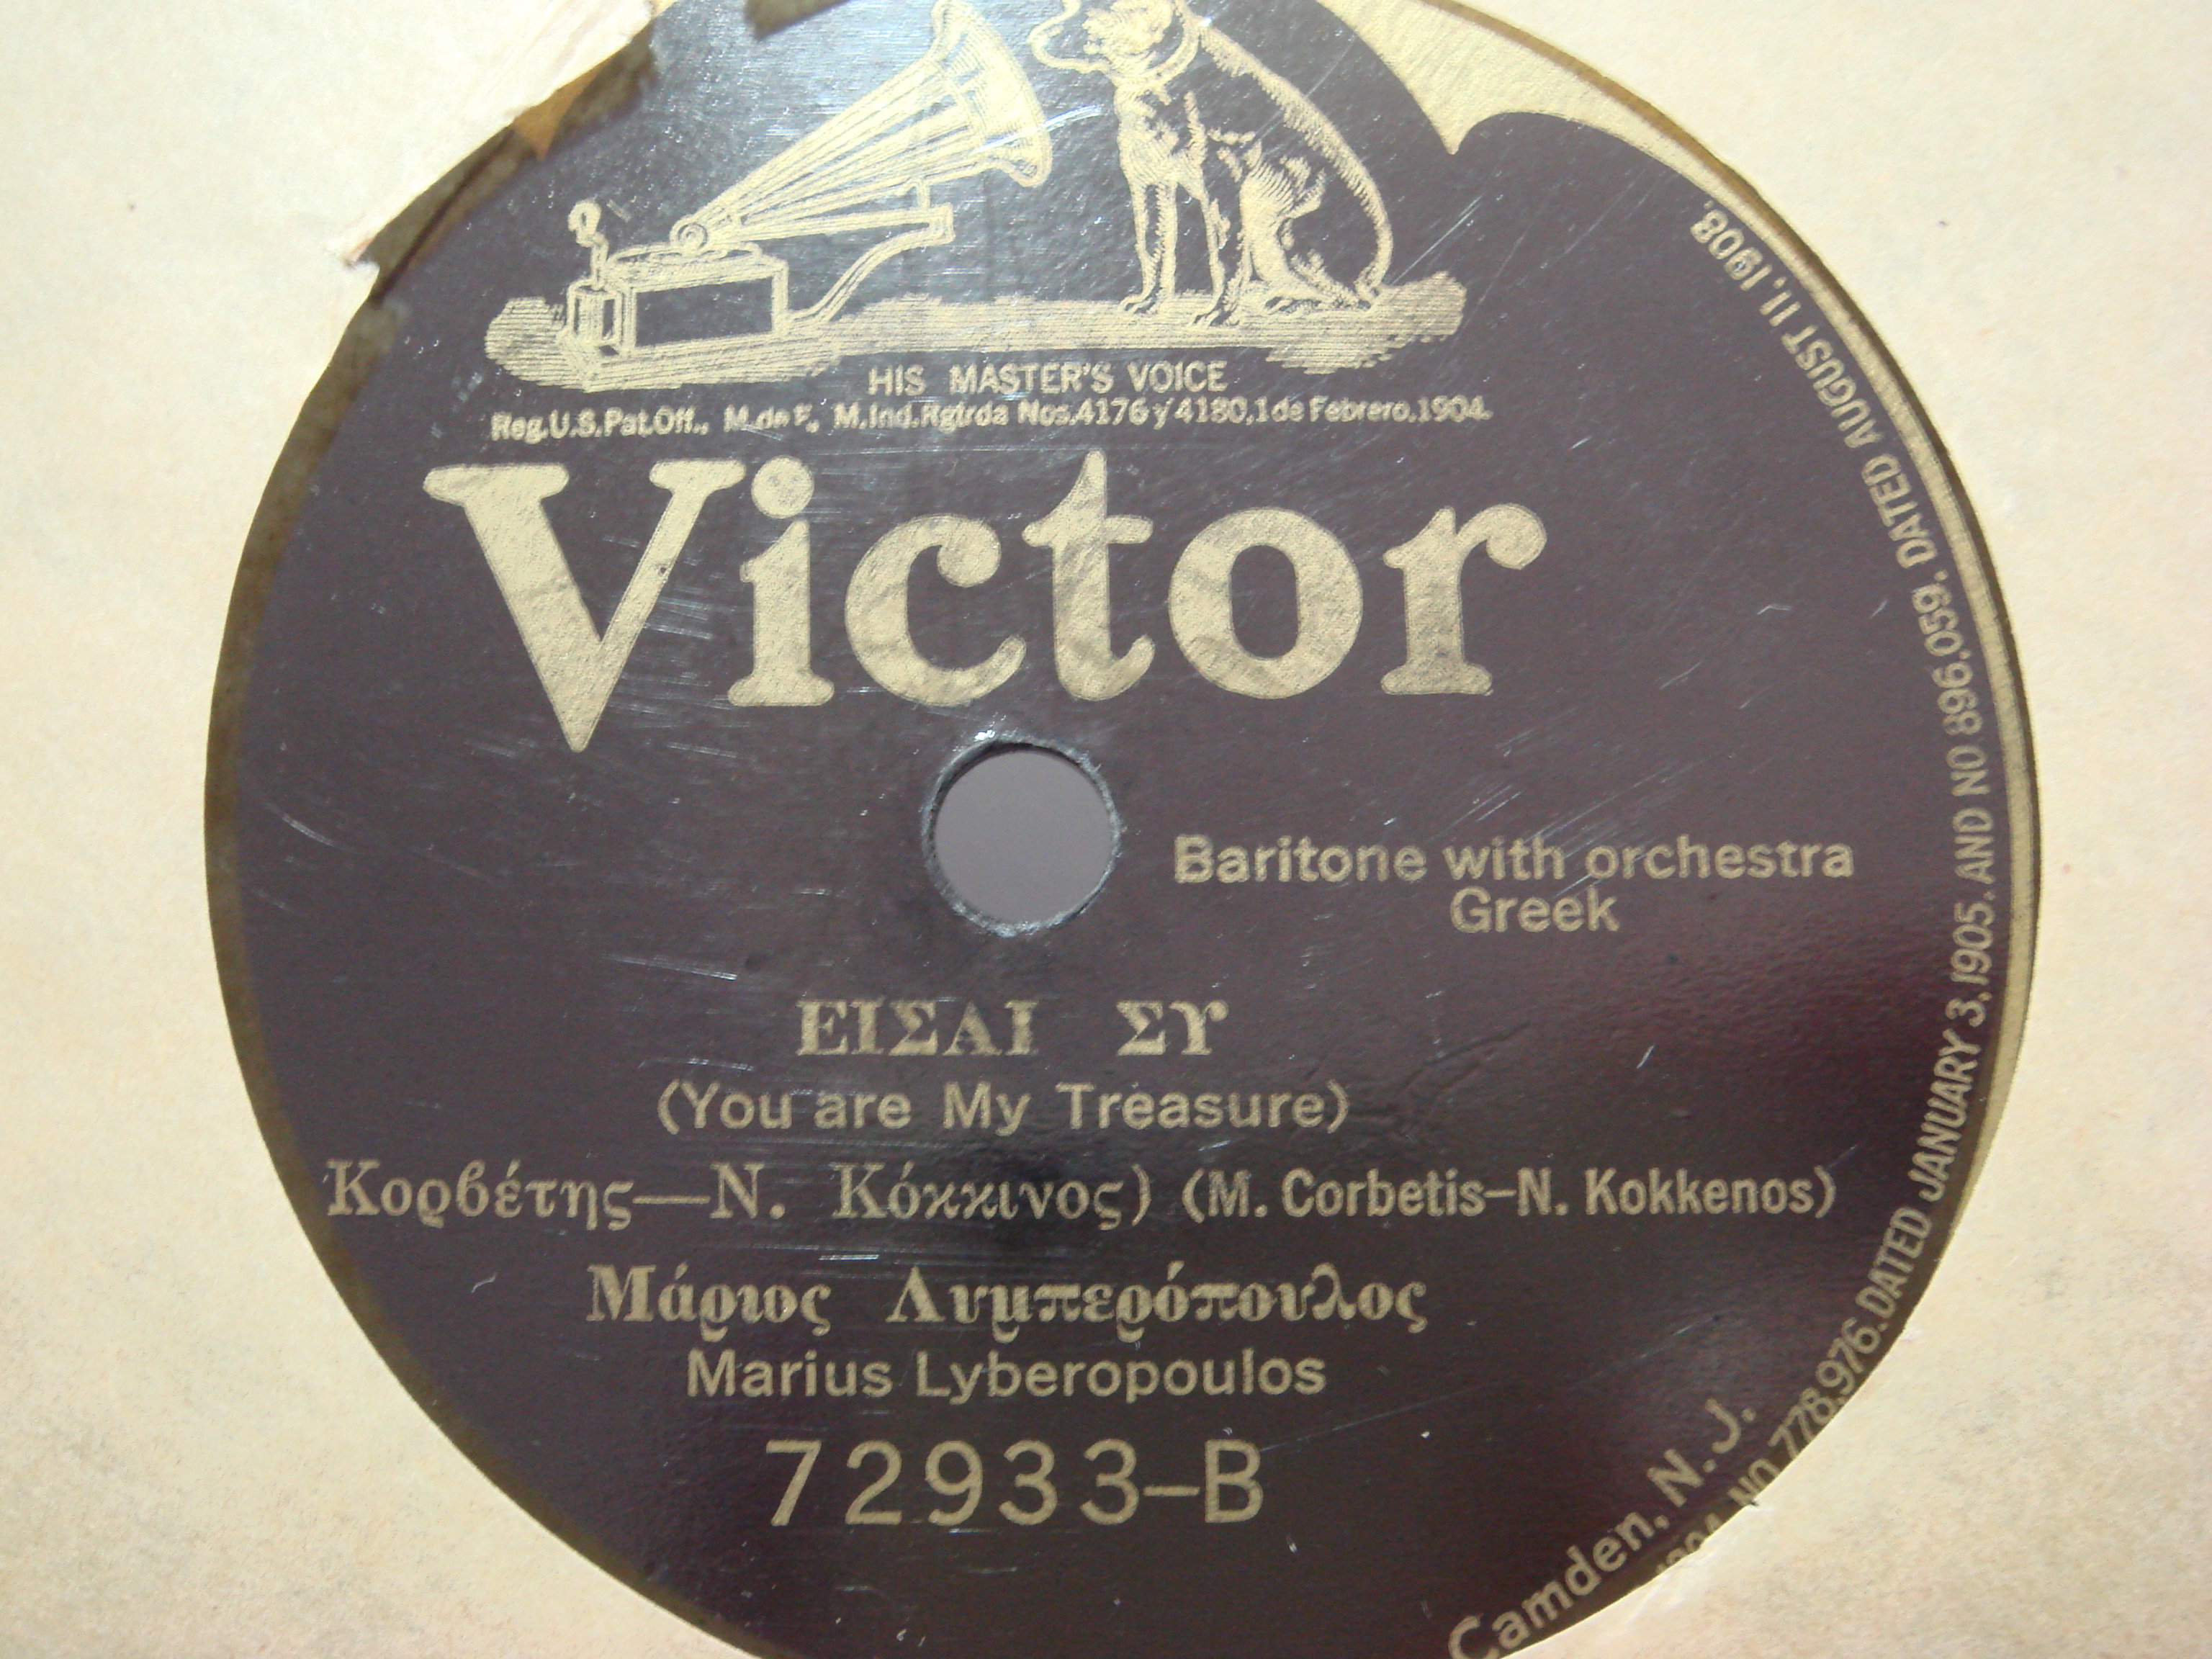 HIS MASTER'S VOICE
Reg.U.S.Pat.Off., M.de F., M.Ind.Rgtrda Nos.4176 y 4180,1 de Febrero,1904.
Victor
Baritone with orchestra
Greek
ΕΙΣΑΙ ΣΥ
(You are My Treasure)
Κορβέτης—Ν. Κόκκινος) (M. Corbetis–N. Kokkenos)
Μάριος Λυμπερόπουλος
Marius Lyberopoulos
72933–B
Camden, N. J.
1904. NO. 778,976. DATED JANUARY 3, 1905. AND NO 896,059, DATED AUGUST 11, 1908.